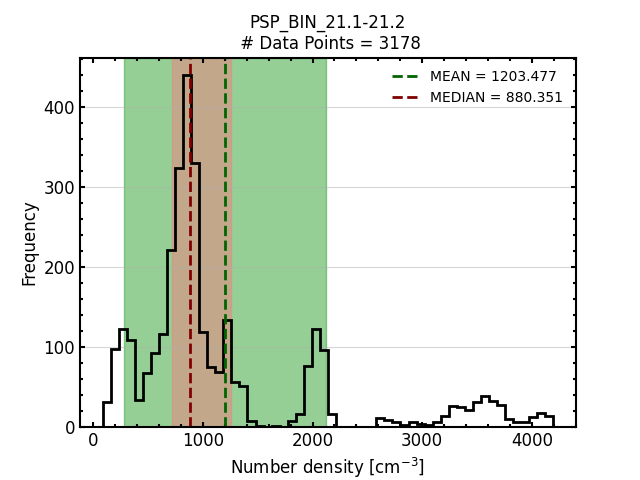 PSP_BIN_21.1-21.2
# Data Points = 3178
MEAN = 1203.477
MEDIAN = 880.351
Frequency
400
300
200
100
0
0 1000 2000 3000 4000
Number density [cm⁻³]